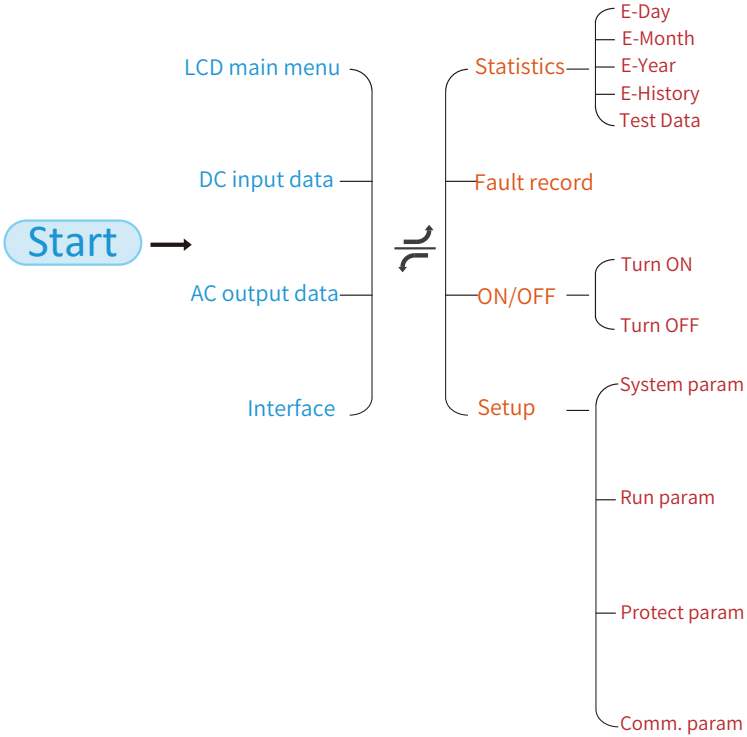 Start
LCD main menu
DC input data
AC output data
Interface
Statistics
E-Day
E-Month
E-Year
E-History
Test Data
Fault record
ON/OFF
Turn ON
Turn OFF
Setup
System param
Run param
Protect param
Comm. param